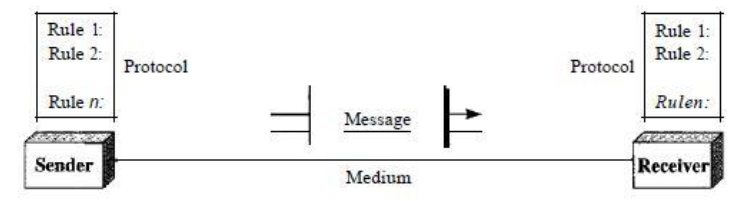 Rule 1:
Rule 2:
Protocol
Rule n:
Sender
Message
Medium
Rule 1:
Rule 2:
Protocol
Rulen:
Receiver